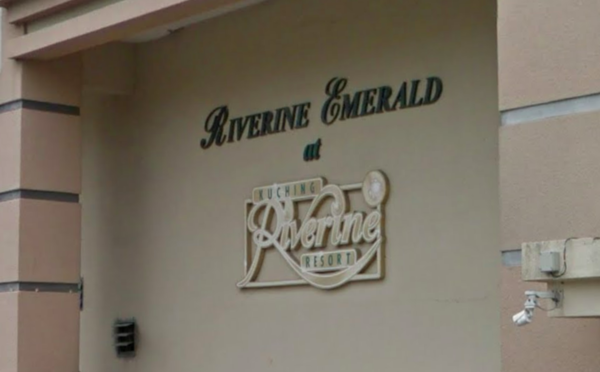 RIVERINE EMERALD
at
KUCHING
Riverine
RESORT